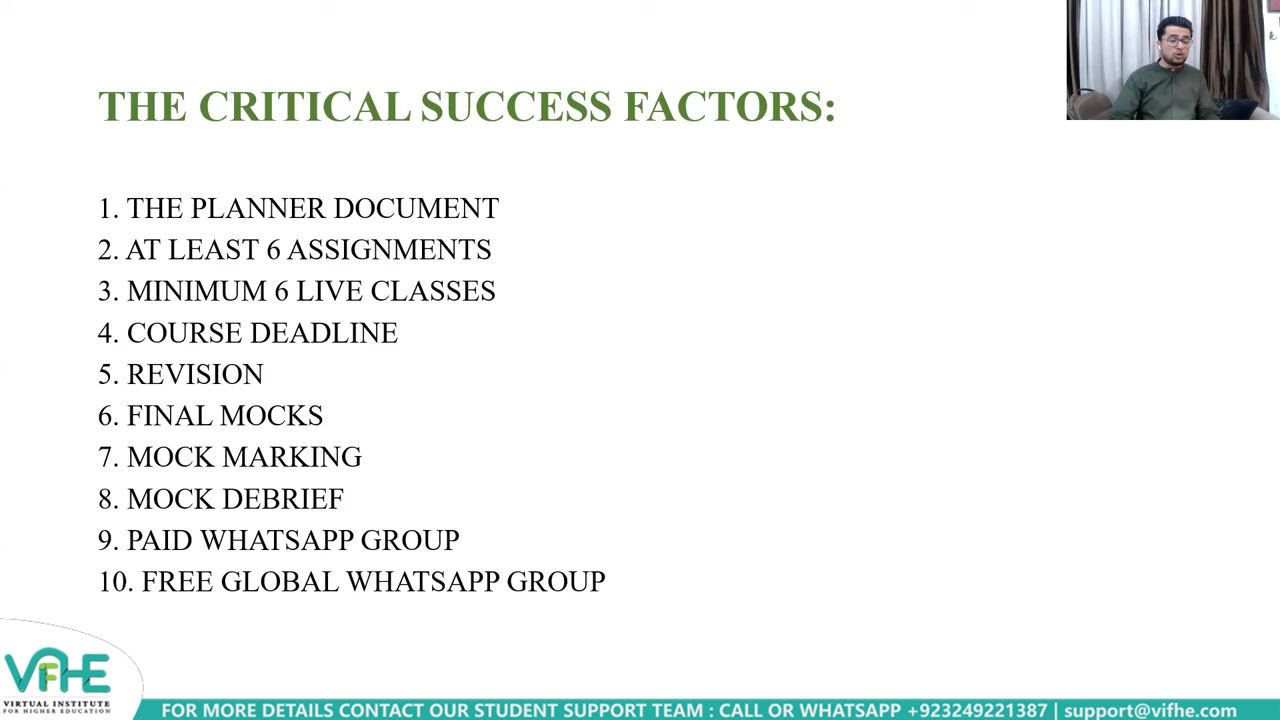 THE CRITICAL SUCCESS FACTORS:
1. THE PLANNER DOCUMENT
2. AT LEAST 6 ASSIGNMENTS
3. MINIMUM 6 LIVE CLASSES
4. COURSE DEADLINE
5. REVISION
6. FINAL MOCKS
7. MOCK MARKING
8. MOCK DEBRIEF
9. PAID WHATSAPP GROUP
10. FREE GLOBAL WHATSAPP GROUP
VFHE
VIRTUAL INSTITUTE
FOR HIGHER EDUCATION
FOR MORE DETAILS CONTACT OUR STUDENT SUPPORT TEAM : CALL OR WHATSAPP +923249221387 | support@vifhe.com